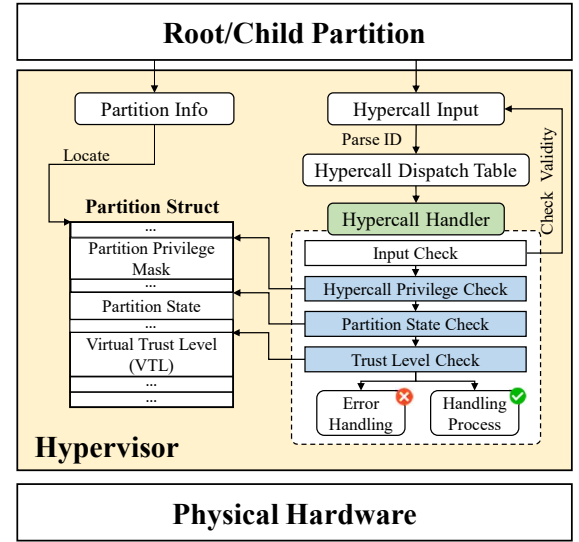 Root/Child Partition
Partition Info
Hypercall Input
Parse ID
Locate
Hypercall Dispatch Table
Check Validity
Partition Struct
Hypercall Handler
...
Partition Privilege
Mask
...
Partition State
...
Virtual Trust Level
(VTL)
...
...
Input Check
Hypercall Privilege Check
Partition State Check
Trust Level Check
Error
Handling
Handling
Process
Hypervisor
Physical Hardware